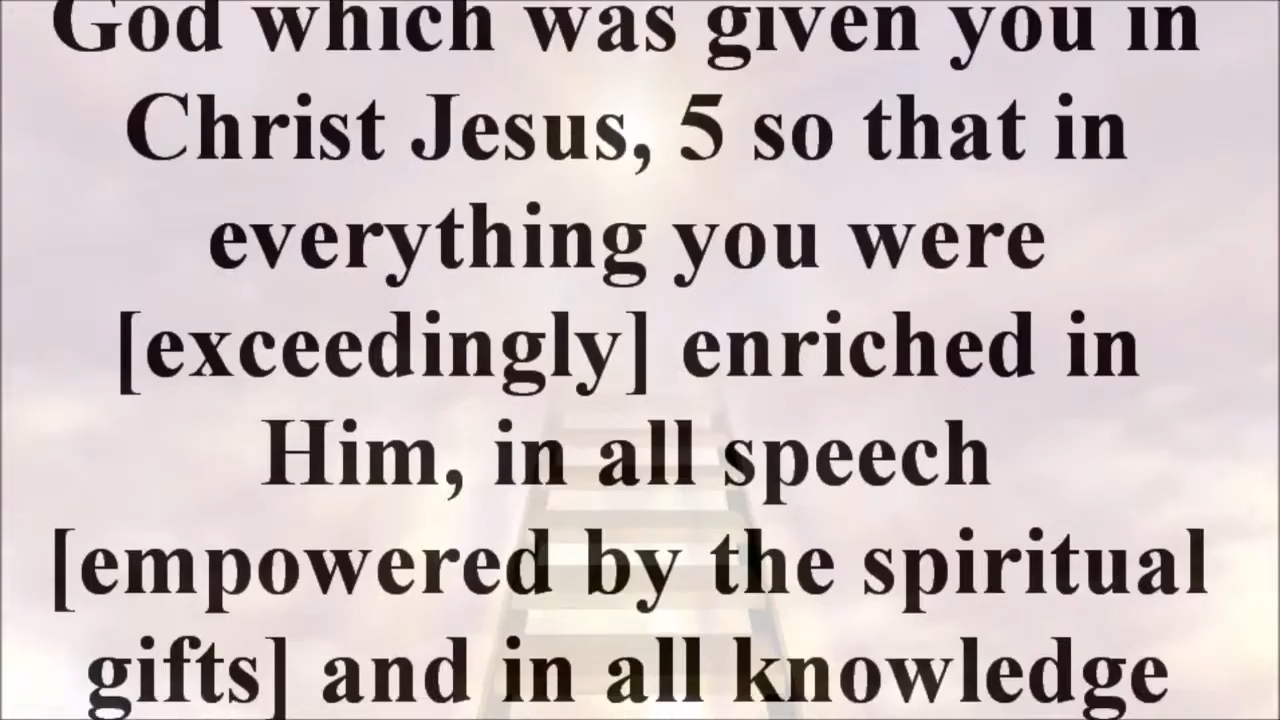 God which was given you in
Christ Jesus, 5 so that in
everything you were
[exceedingly] enriched in
Him, in all speech
[empowered by the spiritual
gifts] and in all knowledge